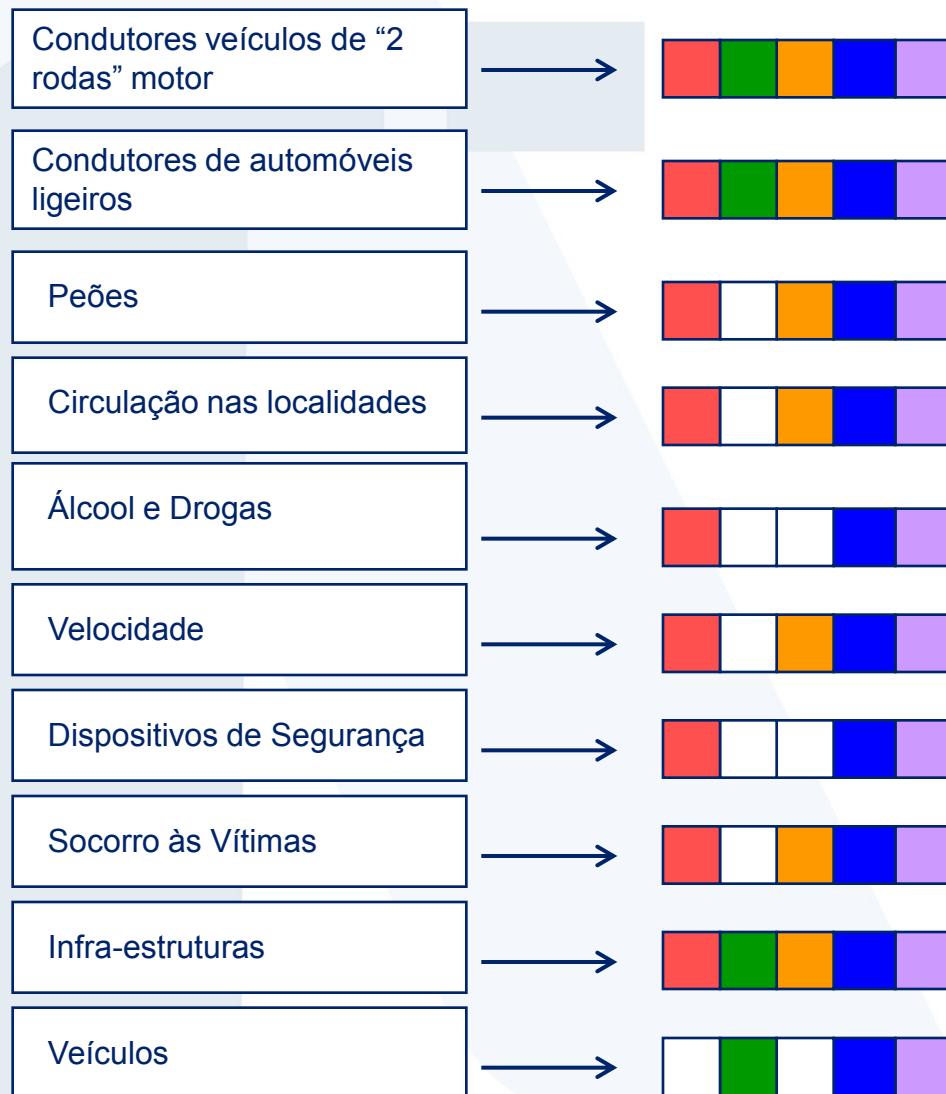 Condutores veículos de “2
rodas” motor
Condutores de automóveis
ligeiros
Peões
Circulação nas localidades
Álcool e Drogas
Velocidade
Dispositivos de Segurança
Socorro às Vítimas
Infra-estruturas
Veículos